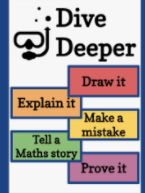 Dive
Deeper
Draw it
Explain it
Make a
mistake
Tell a
Maths story
Prove it